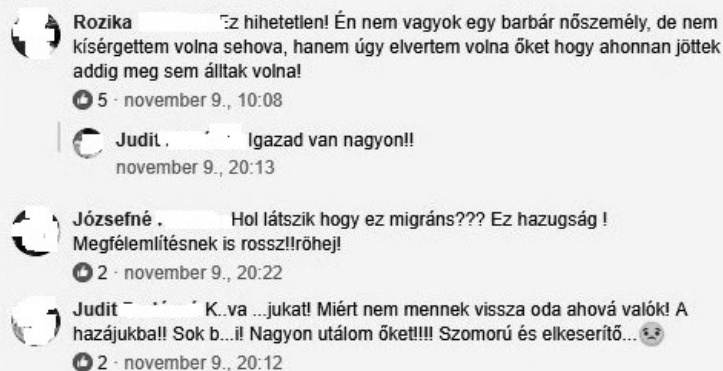 Rozika Ez hihetetlen! Én nem vagyok egy barbár nőszemély, de nem
kísérgettem volna sehova, hanem úgy elvertem volna őket hogy ahonnan jöttek
addig meg sem álltak volna!
5 · november 9., 10:08
Judit Igazad van nagyon!!
november 9., 20:13
Józsefné Hol látszik hogy ez migráns??? Ez hazugság !
Megfélemlítésnek is rossz!!röhej!
2 · november 9., 20:22
Judit K..va ...jukat! Miért nem mennek vissza oda ahová valók! A
hazájukba!! Sok b...i! Nagyon utálom őket!!!! Szomorú és elkeserítő...
2 · november 9., 20:12